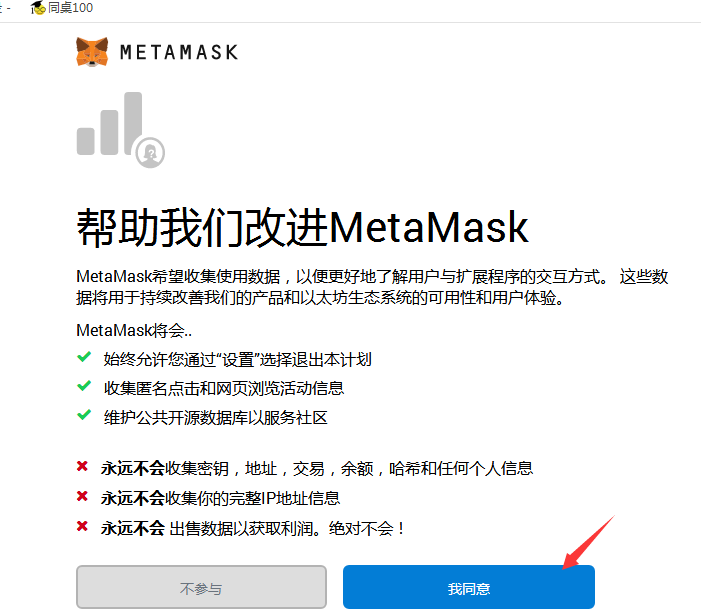 同桌100
METAMASK
帮助我们改进MetaMask
MetaMask希望收集使用数据，以便更好地了解用户与扩展程序的交互方式。 这些数
据将用于持续改善我们的产品和以太坊生态系统的可用性和用户体验。
MetaMask将会..
始终允许您通过“设置”选择退出本计划
收集匿名点击和网页浏览活动信息
维护公共开源数据库以服务社区
永远不会收集密钥，地址，交易，余额，哈希和任何个人信息
永远不会收集你的完整IP地址信息
永远不会 出售数据以获取利润。绝对不会！
不参与
我同意